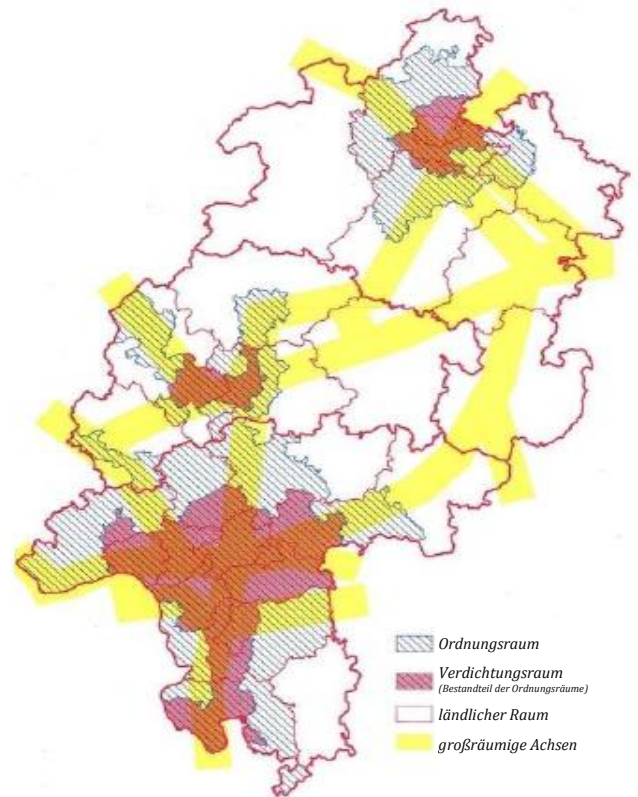 Ordnungsraum
Verdichtungsraum
(Bestandteil der Ordnungsräume)
ländlicher Raum
großräumige Achsen